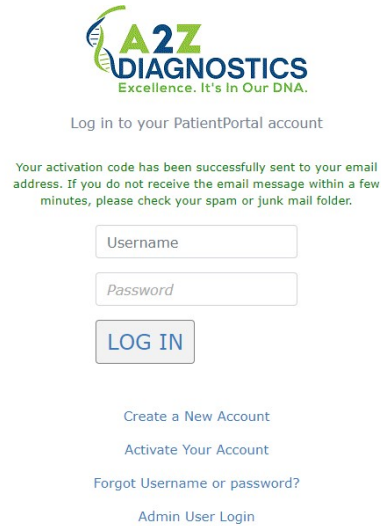 A2Z
DIAGNOSTICS
Excellence. It's In Our DNA.
Log in to your PatientPortal account
Your activation code has been successfully sent to your email
address. If you do not receive the email message within a few
minutes, please check your spam or junk mail folder.
Username
Password
LOG IN
Create a New Account
Activate Your Account
Forgot Username or password?
Admin User Login